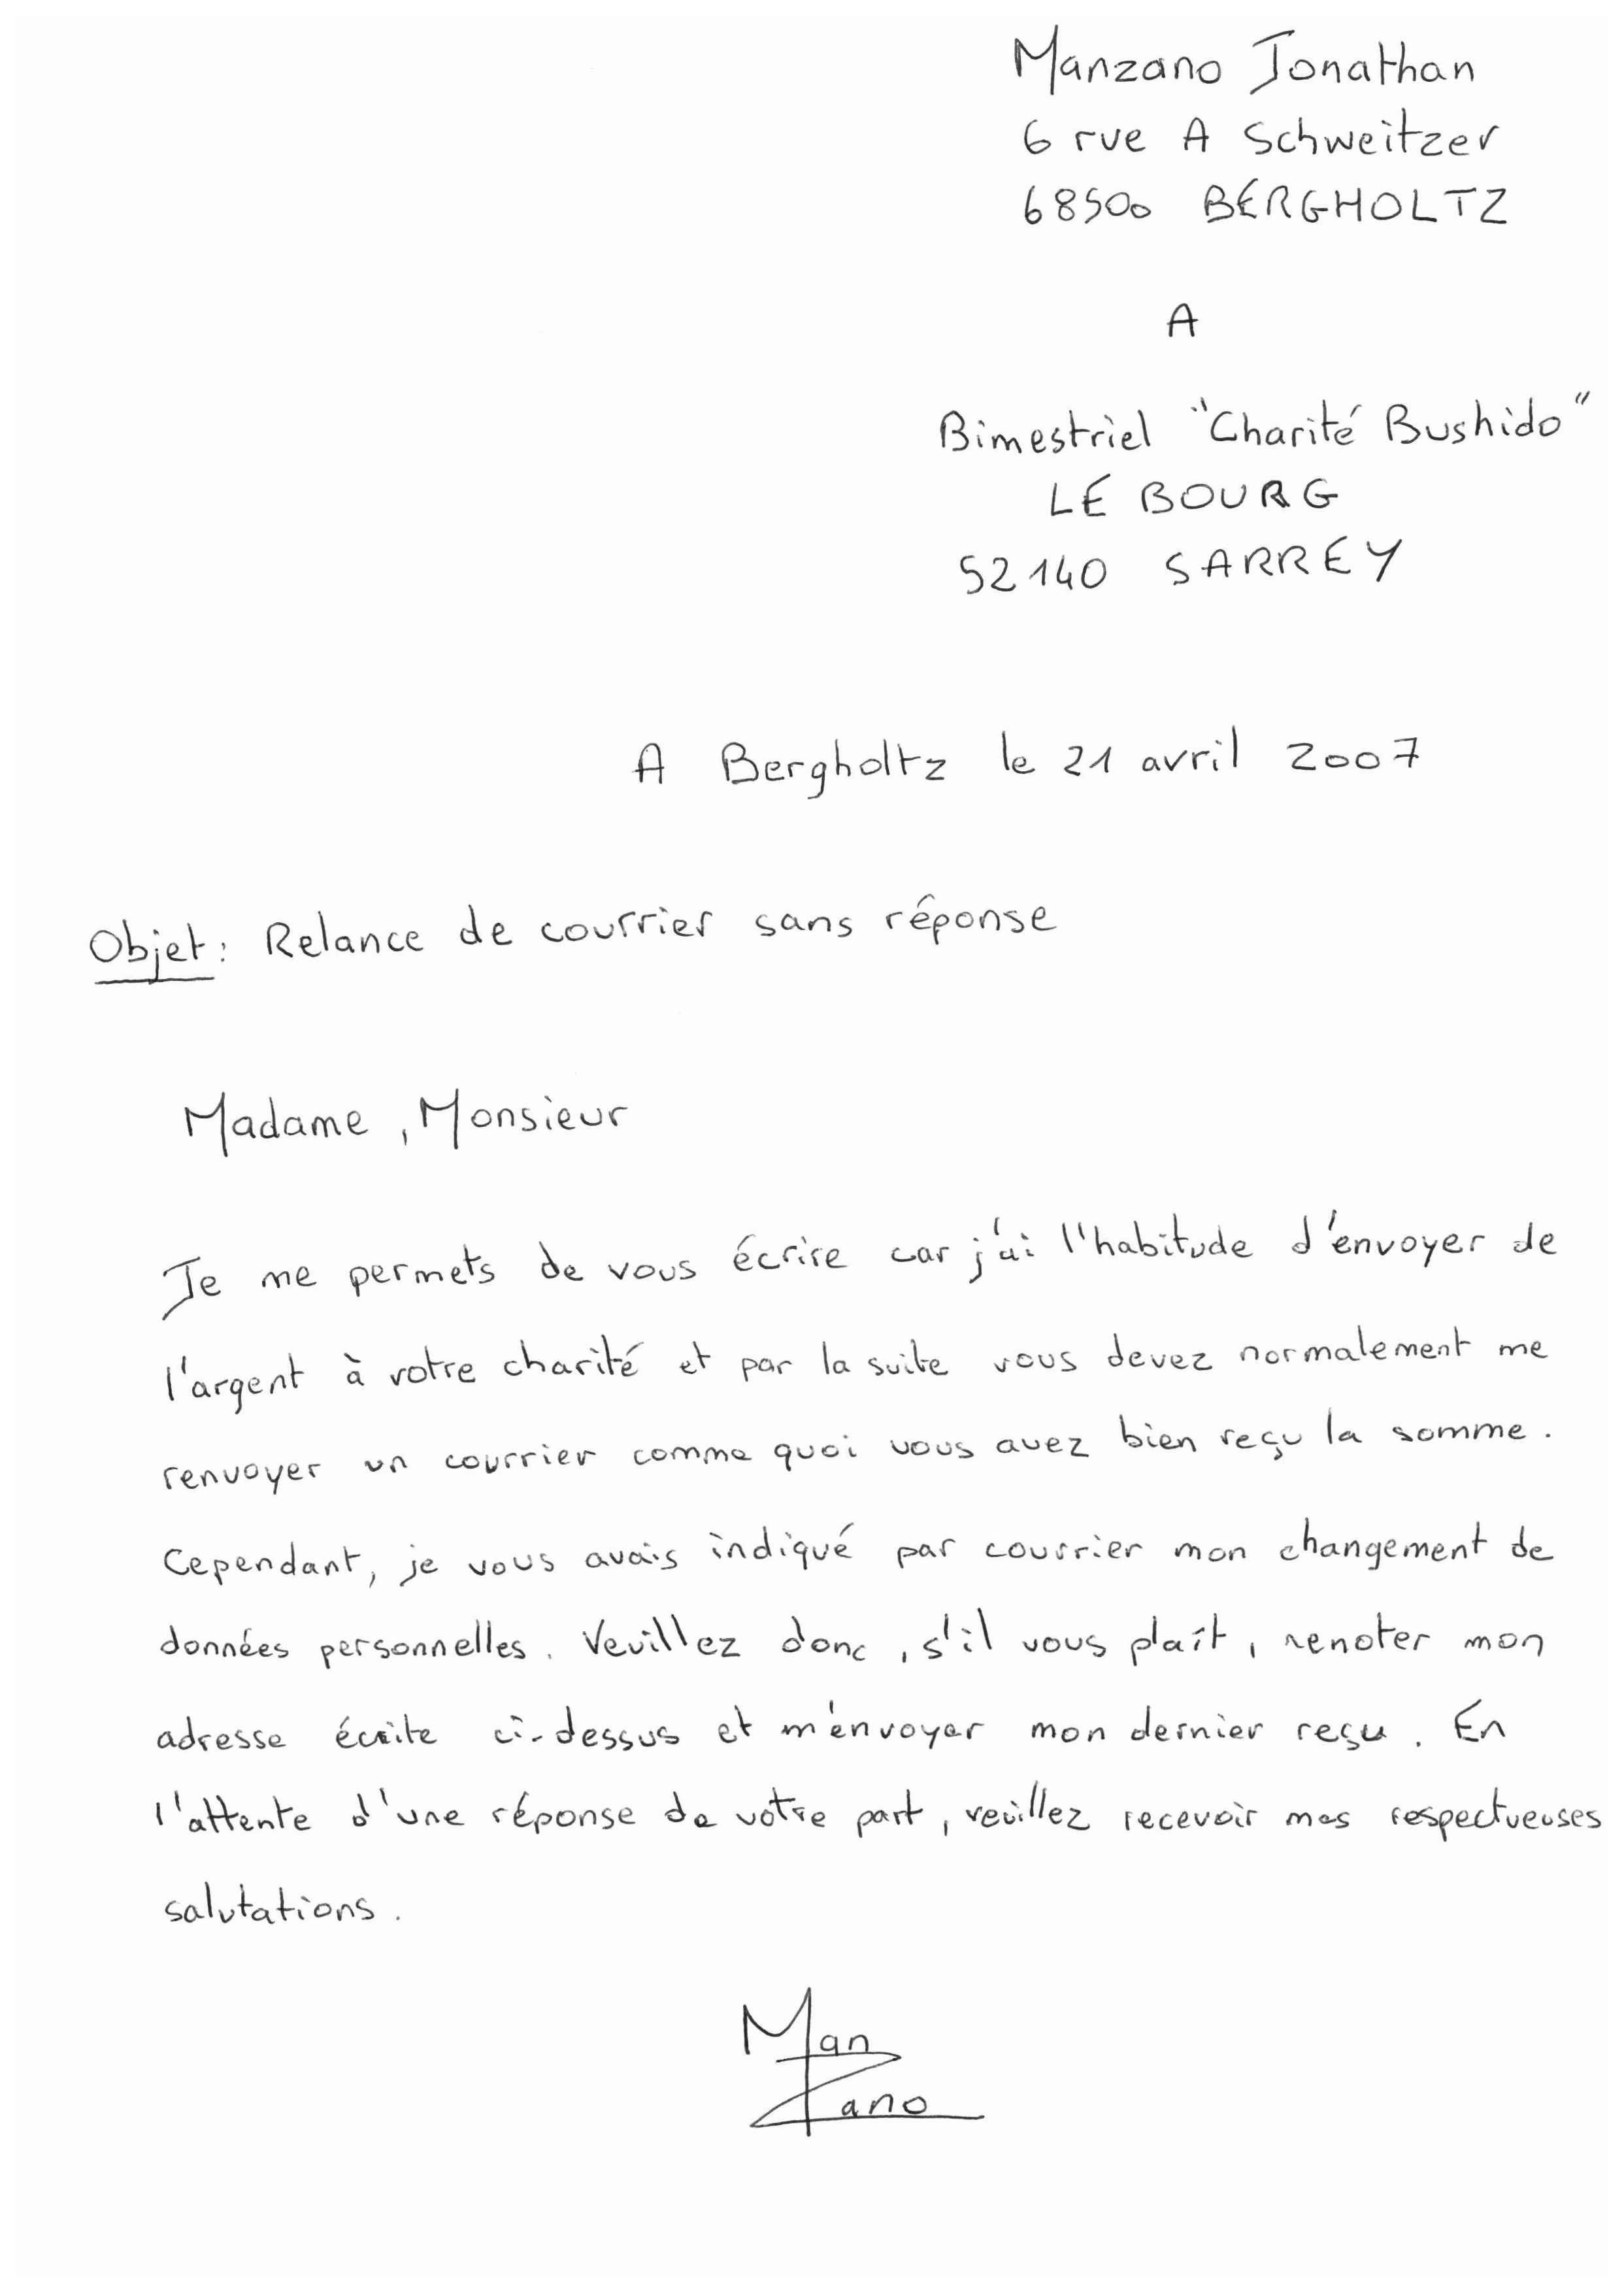 Manzano Jonathan
6 rue A Schweitzer
68500 BERGHOLTZ
A
Bimestriel "Charité Bushido"
LE BOURG
52140 SARREY
A Bergholtz le 21 avril 2007
Objet : Relance de courrier sans réponse
Madame, Monsieur
Je me permets de vous écrire car j'ai l'habitude d'envoyer de
l'argent à votre charité et par la suite vous devez normalement me
renvoyer un courrier comme quoi vous avez bien reçu la somme.
Cependant, je vous avais indiqué par courrier mon changement de
données personnelles. Veuillez donc, s'il vous plaît, renoter mon
adresse écrite ci-dessus et m'envoyer mon dernier reçu. En
l'attente d'une réponse de votre part, veuillez recevoir mes respectueuses
salutations.
Man
Zano